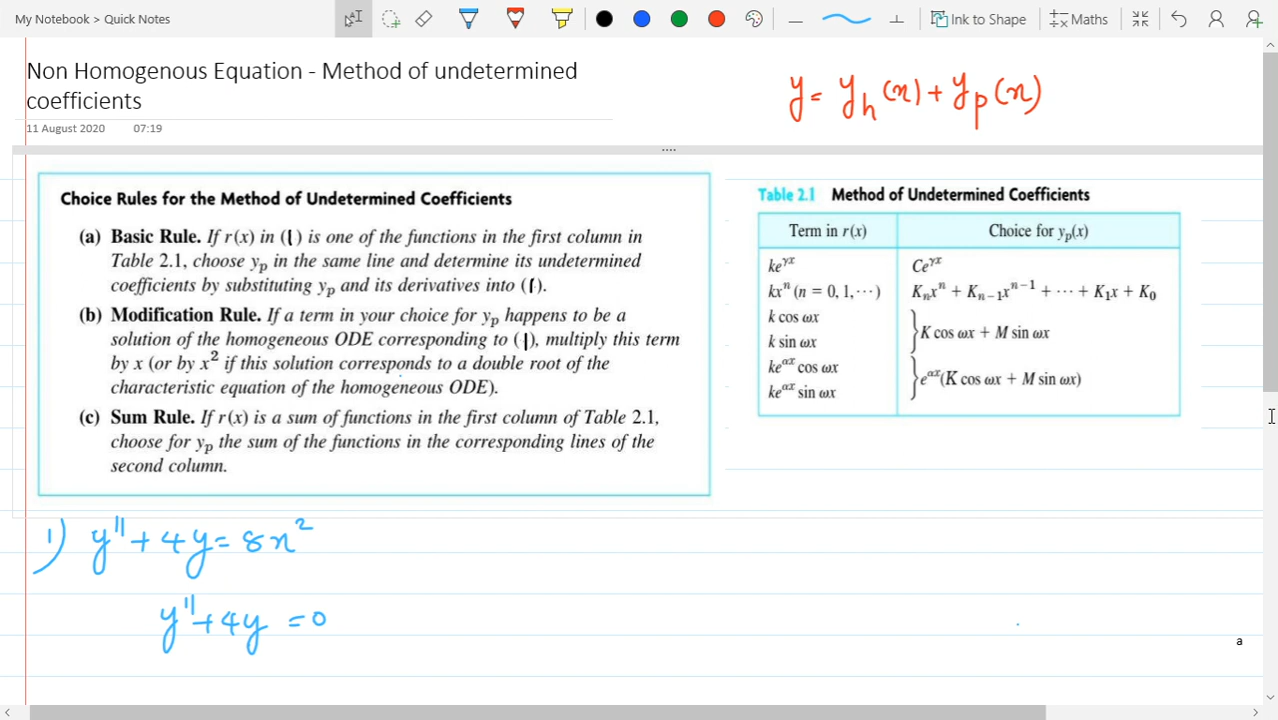 My Notebook > Quick Notes
Ink to Shape
Maths
Non Homogenous Equation - Method of undetermined
coefficients
11 August 2020 07:19
y = y_h(x) + y_p(x)
Choice Rules for the Method of Undetermined Coefficients
(a) Basic Rule. If r(x) in ( ) is one of the functions in the first column in
Table 2.1, choose y_p in the same line and determine its undetermined
coefficients by substituting y_p and its derivatives into ( ).
(b) Modification Rule. If a term in your choice for y_p happens to be a
solution of the homogeneous ODE corresponding to ( ), multiply this term
by x (or by x² if this solution corresponds to a double root of the
characteristic equation of the homogeneous ODE).
(c) Sum Rule. If r(x) is a sum of functions in the first column of Table 2.1,
choose for y_p the sum of the functions in the corresponding lines of the
second column.
Table 2.1 Method of Undetermined Coefficients
Term in r(x) Choice for y_p(x)
ke^{γx} Ce^{γx}
kx^n (n = 0, 1, ···) K_n x^n + K_{n-1} x^{n-1} + ··· + K_1 x + K_0
k cos ωx
k sin ωx
} K cos ωx + M sin ωx
ke^{αx} cos ωx
ke^{αx} sin ωx
} e^{αx}(K cos ωx + M sin ωx)
1) y'' + 4y = 8x²
y'' + 4y = 0
a